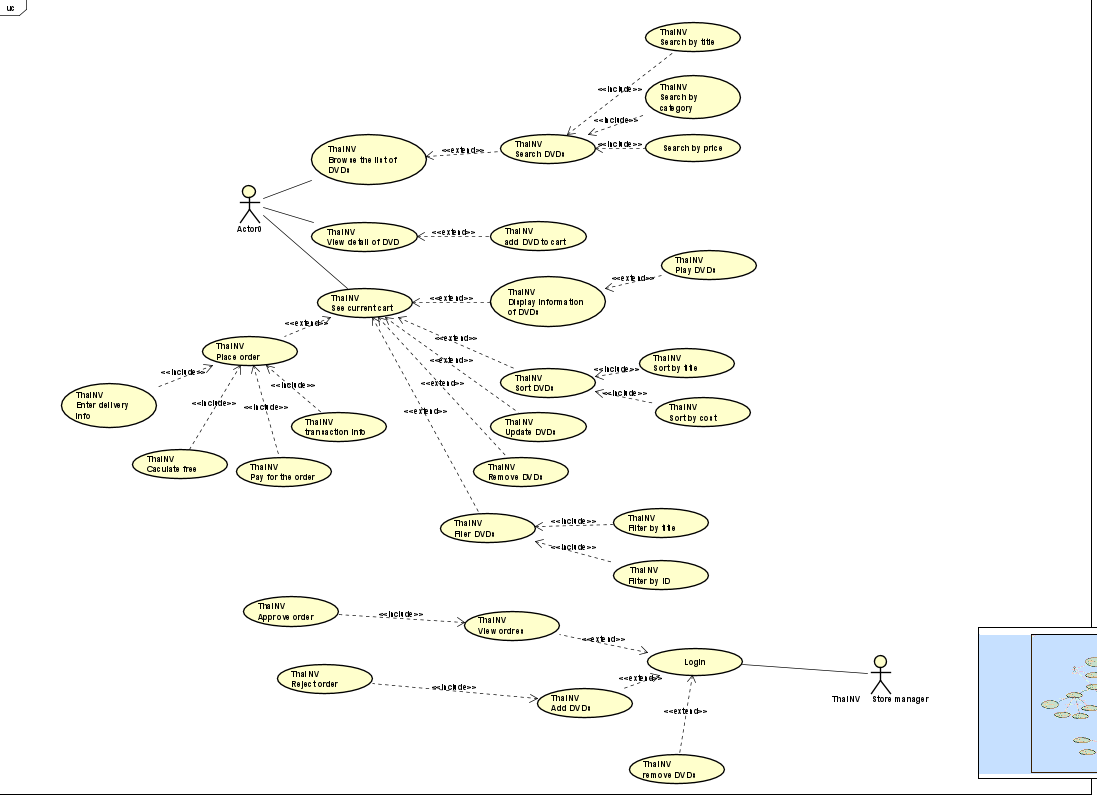 uc
ThaiNV
Search by title
<<include>>
ThaiNV
Search by
category
<<include>>
ThaiNV
Browse the list of
DVDs
<<extend>>
ThaiNV
Search DVDs
<<include>>
Search by price
Actor0
ThaiNV
View detail of DVD
<<extend>>
ThaiNV
add DVD to cart
ThaiNV
Play DVDs
<<extend>>
ThaiNV
See current cart
<<extend>>
ThaiNV
Display information
of DVDs
<<extend>>
ThaiNV
Place order
<<extend>>
<<extend>>
<<extend>>
<<extend>>
ThaiNV
Sort DVDs
<<include>>
ThaiNV
Sort by title
<<include>>
ThaiNV
Sort by cost
<<include>>
ThaiNV
Enter delivery
info
<<include>>
<<include>>
<<include>>
ThaiNV
transaction info
ThaiNV
Update DVDs
ThaiNV
Caculate free
ThaiNV
Pay for the order
ThaiNV
Remove DVDs
ThaiNV
Filer DVDs
<<include>>
ThaiNV
Filter by title
<<include>>
ThaiNV
Filter by ID
ThaiNV
Approve order
<<include>>
ThaiNV
View ordres
<<extend>>
Login
ThaiNV Store manager
ThaiNV
Reject order
<<include>>
ThaiNV
Add DVDs
<<extend>>
<<extend>>
ThaiNV
remove DVDs